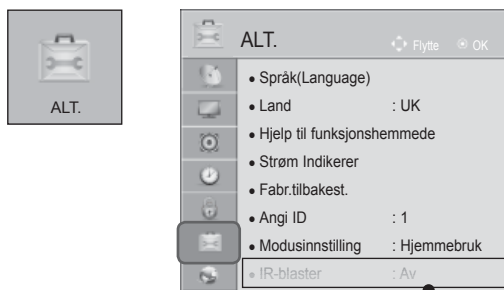 ALT.
ALT. Flytte OK
• Språk(Language)
• Land : UK
• Hjelp til funksjonshemmede
• Strøm Indikerer
• Fabr.tilbakest.
• Angi ID : 1
• Modusinnstilling : Hjemmebruk
• IR-blaster : Av